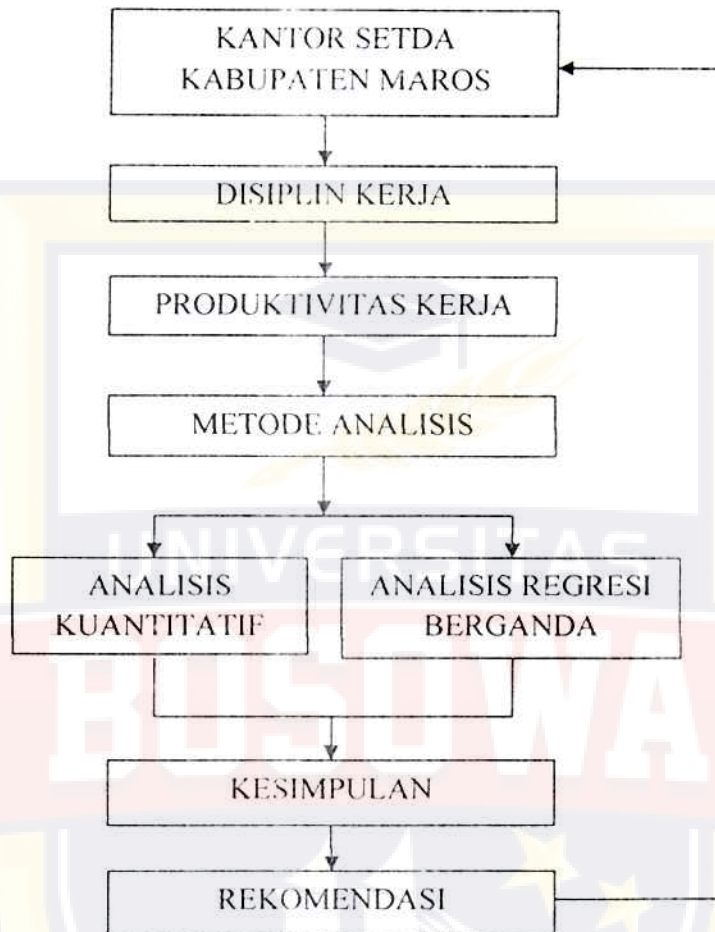 KANTOR SETDA
KABUPATEN MAROS
DISIPLIN KERJA
PRODUKTIVITAS KERJA
METODE ANALISIS
UNIVERSITAS
ANALISIS
KUANTITATIF
ANALISIS REGRESI
BERGANDA
BOSOWA
KESIMPULAN
REKOMENDASI